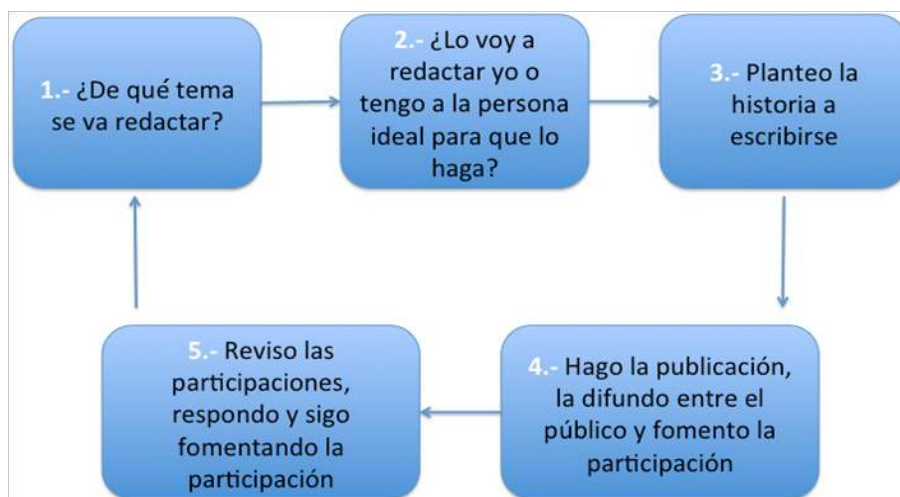 1.- ¿De qué tema
se va redactar?
2.- ¿Lo voy a
redactar yo o
tengo a la persona
ideal para que lo
haga?
3.- Planteo la
historia a
escribirse
4.- Hago la publicación,
la difundo entre el
público y fomento la
participación
5.- Reviso las
participaciones,
respondo y sigo
fomentando la
participación